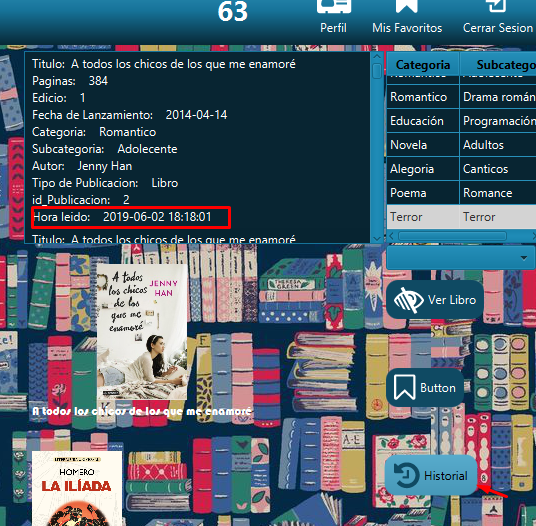 63
Perfil
Mis Favoritos
Cerrar Sesion
Titulo: A todos los chicos de los que me enamoré
Paginas: 384
Edicio: 1
Fecha de Lanzamiento: 2014-04-14
Categoria: Romantico
Subcategoria: Adolecente
Autor: Jenny Han
Tipo de Publicacion: Libro
id_Publicacion: 2
Hora leido: 2019-06-02 18:18:01
Titulo: A todos los chicos de los que me enamoré
Categoria Subcatego
Romantico Adolecente
Romantico Drama román
Educación Programación
Novela Adultos
Alegoria Canticos
Poema Romance
Terror Terror
Ver Libro
Button
Historial
A todos
los chicos
de los
que me
enamoré
JENNY
HAN
A todos los chicos de los que me enamoré
HOMERO
LA ILÍADA